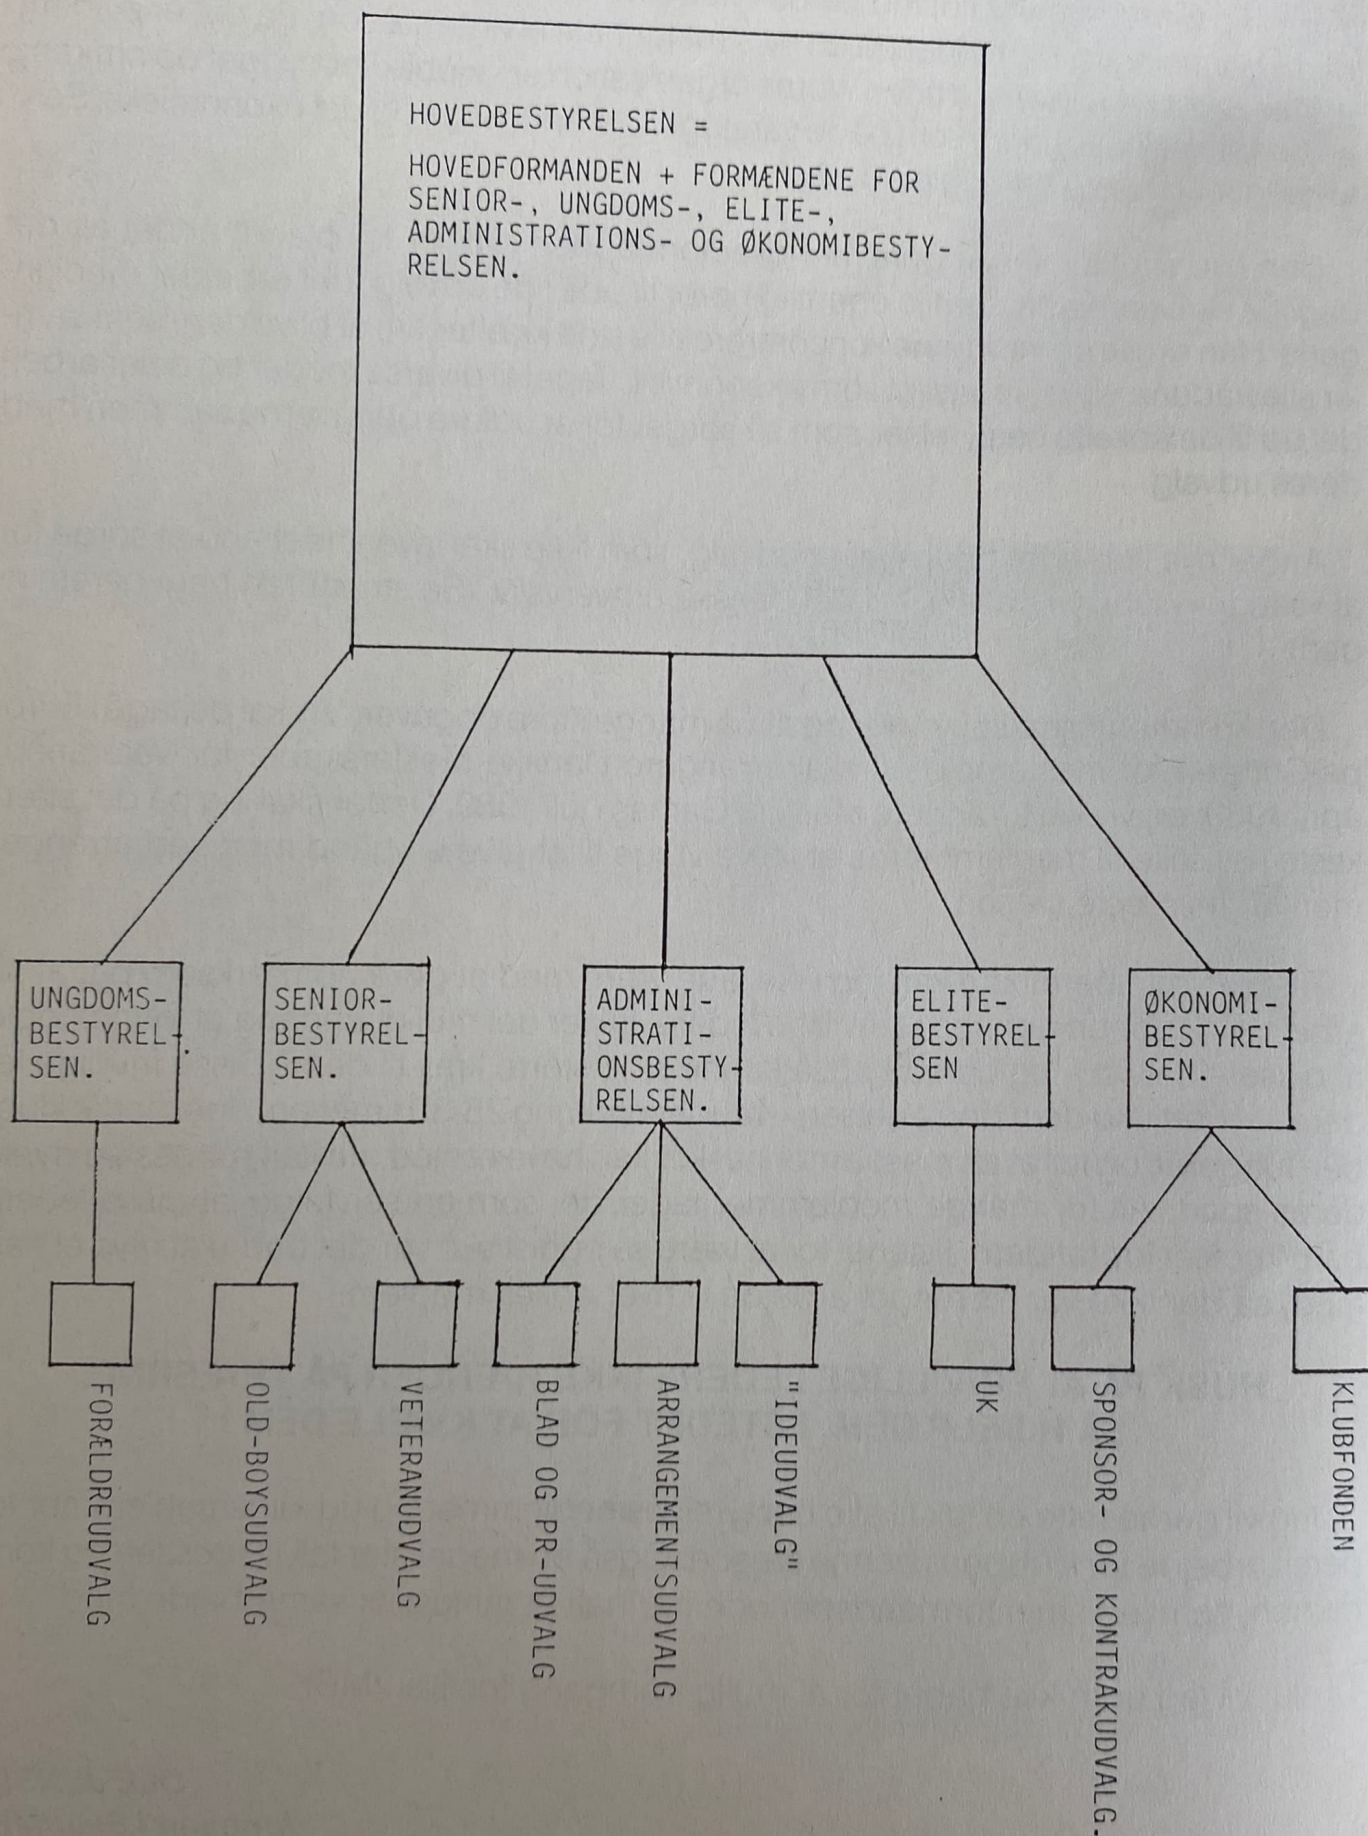 HOVEDBESTYRELSEN =
HOVEDFORMANDEN + FORMÆNDENE FOR
SENIOR-, UNGDOMS-, ELITE-,
ADMINISTRATIONS- OG ØKONOMIBESTY-
RELSEN.
UNGDOMS-
BESTYREL-
SEN.
SENIOR-
BESTYREL-
SEN.
ADMINI-
STRATI-
ONSBESTY-
RELSEN.
ELITE-
BESTYREL-
SEN
ØKONOMI-
BESTYREL-
SEN.
FORÆLDREUDVALG
OLD-BOYSUDVALG
VETERANUDVALG
BLAD OG PR-UDVALG
ARRANGEMENTSUDVALG
"IDEUDVALG"
UK
SPONSOR- OG KONTRAKUDVALG.
KLUBFONDEN